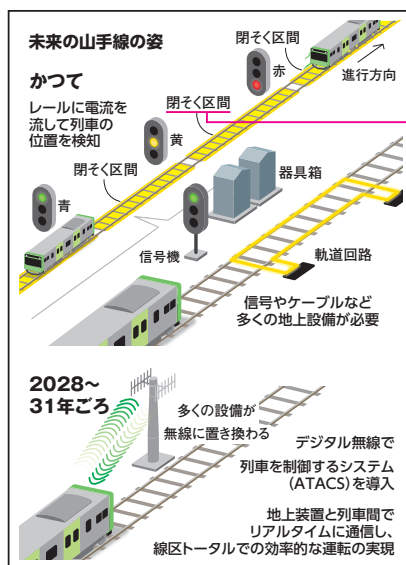 未来の山手線の姿
かつて
レールに電流を
流して列車の
位置を検知
閉そく区間
赤
進行方向
閉そく区間
黄
閉そく区間
青
器具箱
信号機
軌道回路
信号やケーブルなど
多くの地上設備が必要
2028〜
31年ごろ
多くの設備が
無線に置き換わる
デジタル無線で
列車を制御するシステム
(ATACS)を導入
地上装置と列車間で
リアルタイムに通信し、
線区トータルでの効率的な運転の実現